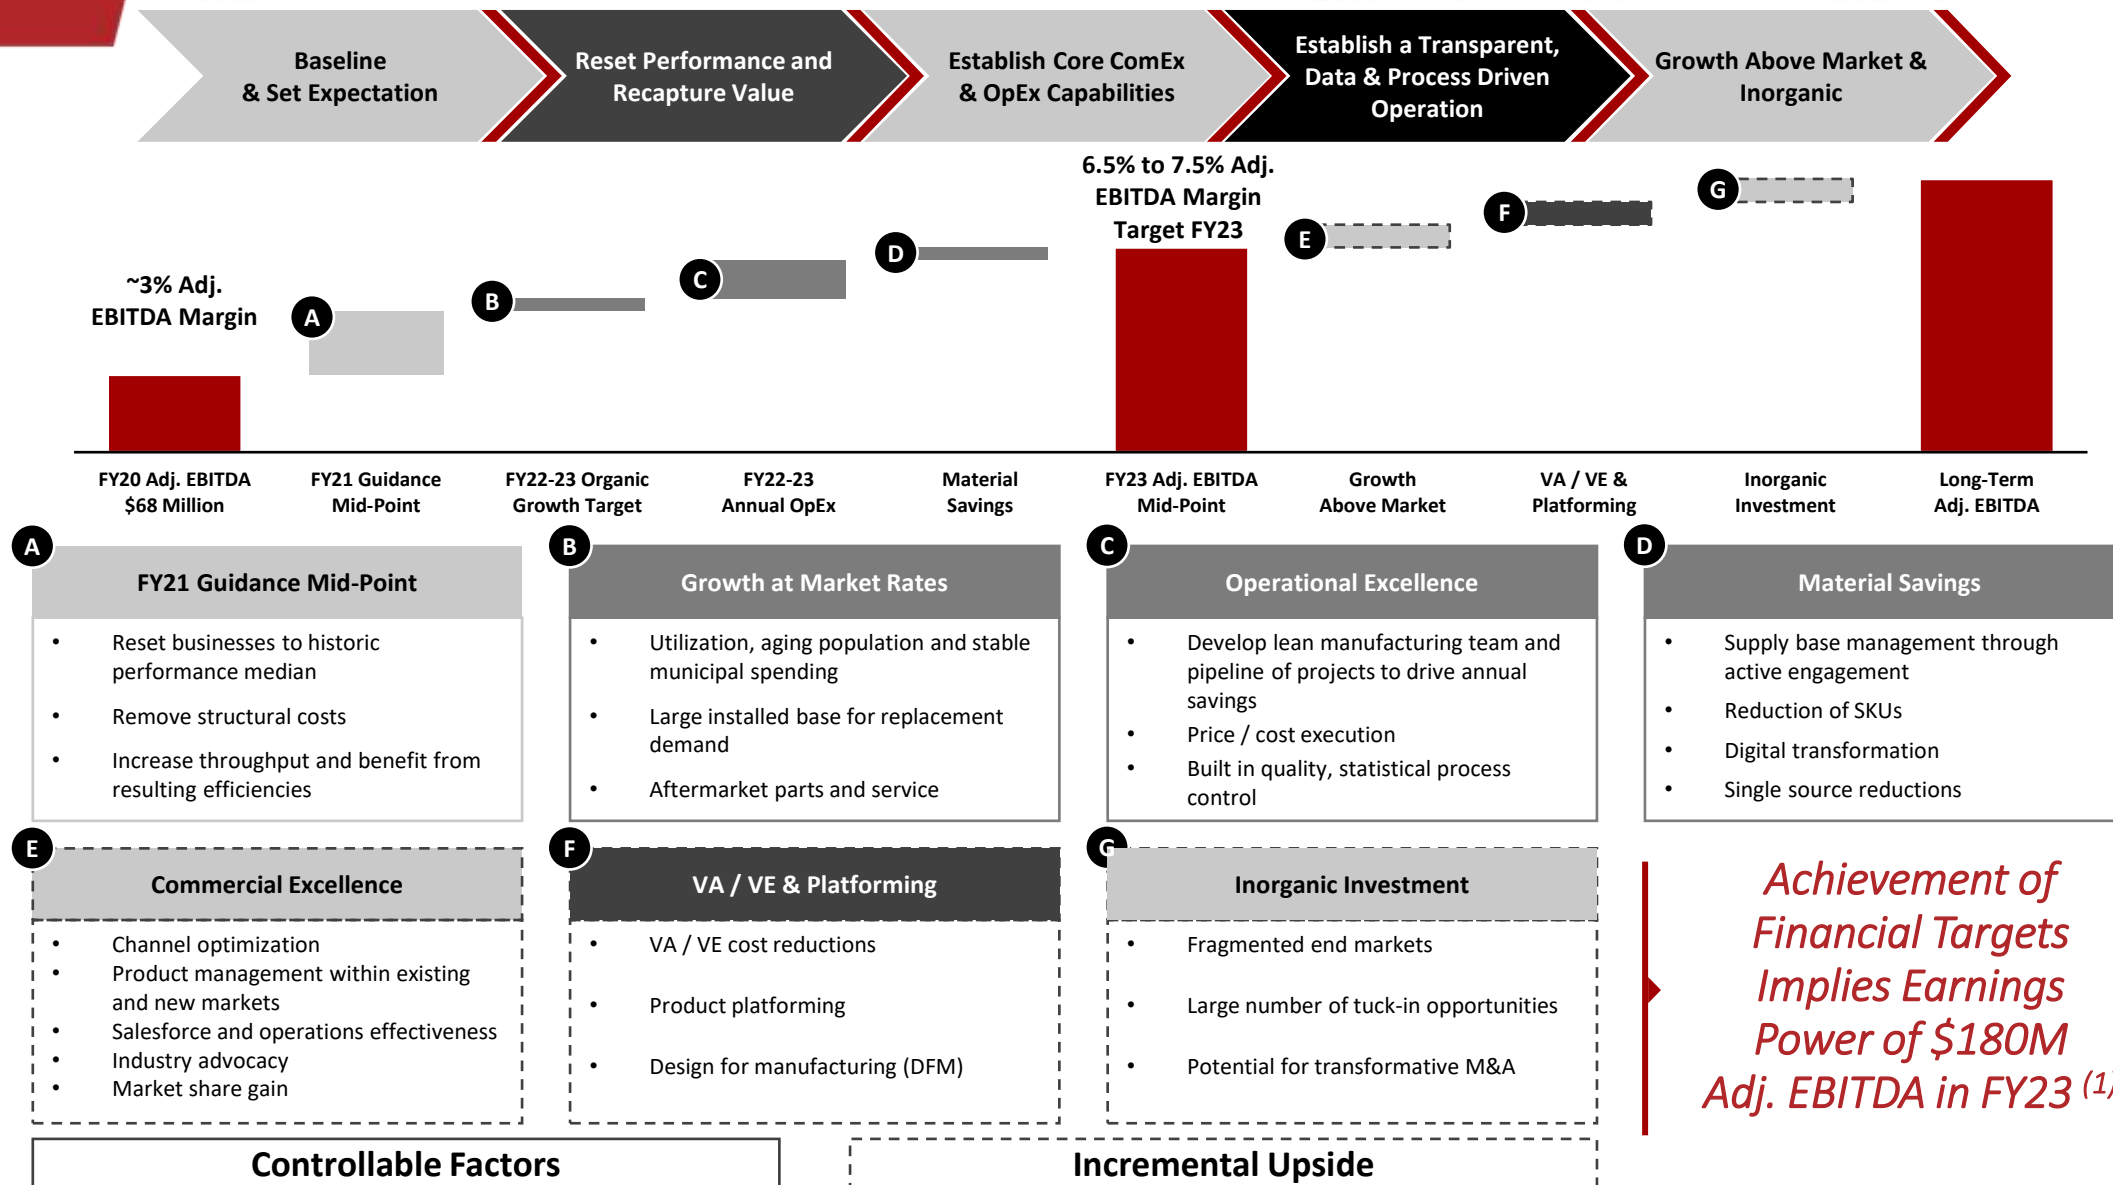 Baseline
& Set Expectation
Reset Performance and
Recapture Value
Establish Core ComEx
& OpEx Capabilities
Establish a Transparent,
Data & Process Driven
Operation
Growth Above Market &
Inorganic
~3% Adj.
EBITDA Margin
A
B
C
D
6.5% to 7.5% Adj.
EBITDA Margin
Target FY23
E
F
G
FY20 Adj. EBITDA
$68 Million
FY21 Guidance
Mid-Point
FY22-23 Organic
Growth Target
FY22-23
Annual OpEx
Material
Savings
FY23 Adj. EBITDA
Mid-Point
Growth
Above Market
VA / VE &
Platforming
Inorganic
Investment
Long-Term
Adj. EBITDA
A
FY21 Guidance Mid-Point
• Reset businesses to historic
performance median
• Remove structural costs
• Increase throughput and benefit from
resulting efficiencies
B
Growth at Market Rates
• Utilization, aging population and stable
municipal spending
• Large installed base for replacement
demand
• Aftermarket parts and service
C
Operational Excellence
• Develop lean manufacturing team and
pipeline of projects to drive annual
savings
• Price / cost execution
• Built in quality, statistical process
control
D
Material Savings
• Supply base management through
active engagement
• Reduction of SKUs
• Digital transformation
• Single source reductions
E
Commercial Excellence
• Channel optimization
• Product management within existing
and new markets
• Salesforce and operations effectiveness
• Industry advocacy
• Market share gain
F
VA / VE & Platforming
• VA / VE cost reductions
• Product platforming
• Design for manufacturing (DFM)
G
Inorganic Investment
• Fragmented end markets
• Large number of tuck-in opportunities
• Potential for transformative M&A
Achievement of
Financial Targets
Implies Earnings
Power of $180M
Adj. EBITDA in FY23 (1)
Controllable Factors
Incremental Upside